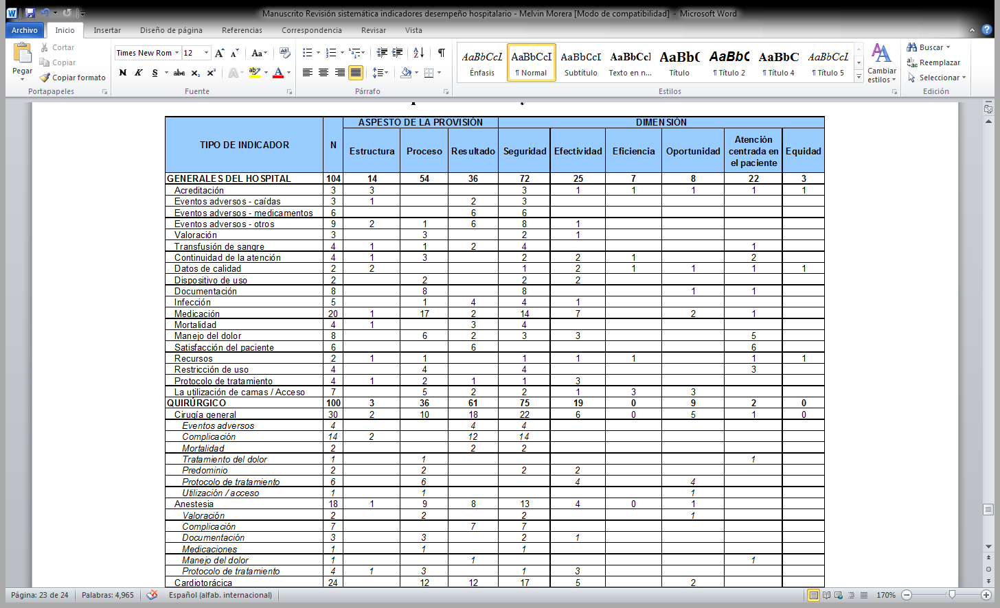 Manuscrito Revisión sistemática indicadores desempeño hospitalario - Melvin Morera [Modo de compatibilidad] - Microsoft Word
Archivo Inicio Insertar Diseño de página Referencias Correspondencia Revisar Vista
Pegar
Cortar
Copiar
Copiar formato
Portapapeles
Times New Rom 12
Fuente
Párrafo
AaBbCcI AaBbCcI AaBbCcI AaBbCcI AaBb( AaBbC AaBbC AaBbCcI
Énfasis ¶ Normal Subtítulo Texto en n... Título ¶ Título 2 ¶ Título 4 ¶ Título 5
Estilos
Cambiar estilos
Buscar
Reemplazar
Seleccionar
Edición
ASPESTO DE LA PROVISIÓN DIMENSIÓN
TIPO DE INDICADOR N Estructura Proceso Resultado Seguridad Efectividad Eficiencia Oportunidad Atención centrada en el paciente Equidad
GENERALES DEL HOSPITAL 104 14 54 36 72 25 7 8 22 3
Acreditación 3 3 3 1 1 1 1 1
Eventos adversos - caídas 3 1 2 3
Eventos adversos - medicamentos 6 6 6
Eventos adversos - otros 9 2 1 6 8 1
Valoración 3 3 2 1
Transfusión de sangre 4 1 1 2 4 1
Continuidad de la atención 4 1 3 2 2 1 2
Datos de calidad 2 2 1 2 1 1 1 1
Dispositivo de uso 2 2 2 2
Documentación 8 8 8 1 1
Infección 5 1 4 4 1
Medicación 20 1 17 2 14 7 2 1
Mortalidad 4 1 3 4
Manejo del dolor 8 6 2 3 3 5
Satisfacción del paciente 6 6 6
Recursos 2 1 1 1 1 1 1 1
Restricción de uso 4 4 4 3
Protocolo de tratamiento 4 1 2 1 1 3
La utilización de camas / Acceso 7 5 2 2 1 3 3
QUIRÚRGICO 100 3 36 61 75 19 0 9 2 0
Cirugía general 30 2 10 18 22 6 0 5 1 0
Eventos adversos 4 4 4
Complicación 14 2 12 14
Mortalidad 2 2 2
Tratamiento del dolor 1 1 1
Predominio 2 2 2 2
Protocolo de tratamiento 6 6 4 4
Utilización / acceso 1 1 1
Anestesia 18 1 9 8 13 4 0 1
Valoración 2 2 2 1
Complicación 7 7 7
Documentación 3 3 2 1
Medicaciones 1 1 1
Manejo del dolor 1 1 1
Protocolo de tratamiento 4 1 3 1 3
Cardiotorácica 24 12 12 17 5 2
Página: 23 de 24 Palabras: 4,965 Español (alfab. internacional) 170%